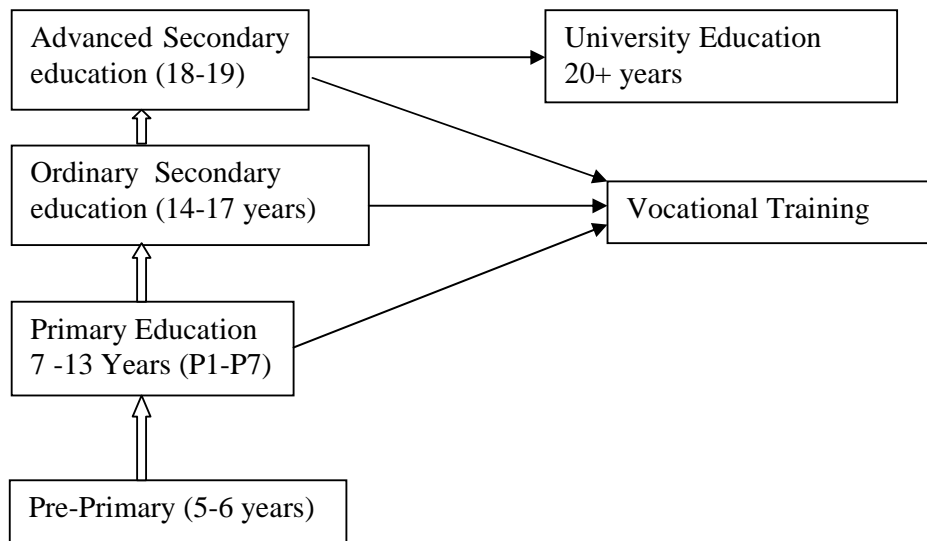 Advanced Secondary
education (18-19)
University Education
20+ years
Ordinary Secondary
education (14-17 years)
Vocational Training
Primary Education
7 -13 Years (P1-P7)
Pre-Primary (5-6 years)